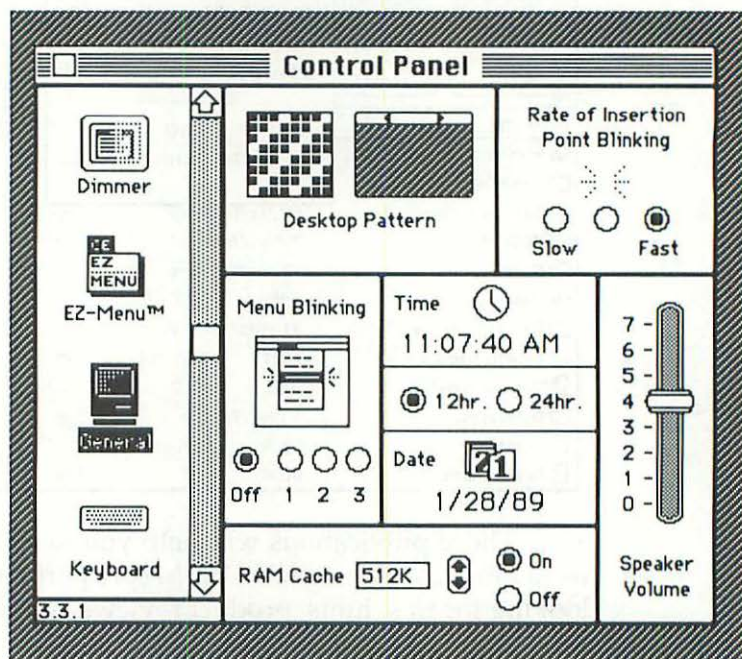 Control Panel
Dimmer
CE
EZ
MENU
EZ-Menu™
General
Keyboard
3.3.1
Desktop Pattern
Rate of Insertion
Point Blinking
Slow Fast
Menu Blinking
Off 1 2 3
Time
11:07:40 AM
12hr. 24hr.
Date
21
1/28/89
7
6
5
4
3
2
1
0
Speaker
Volume
RAM Cache 512K
On
Off